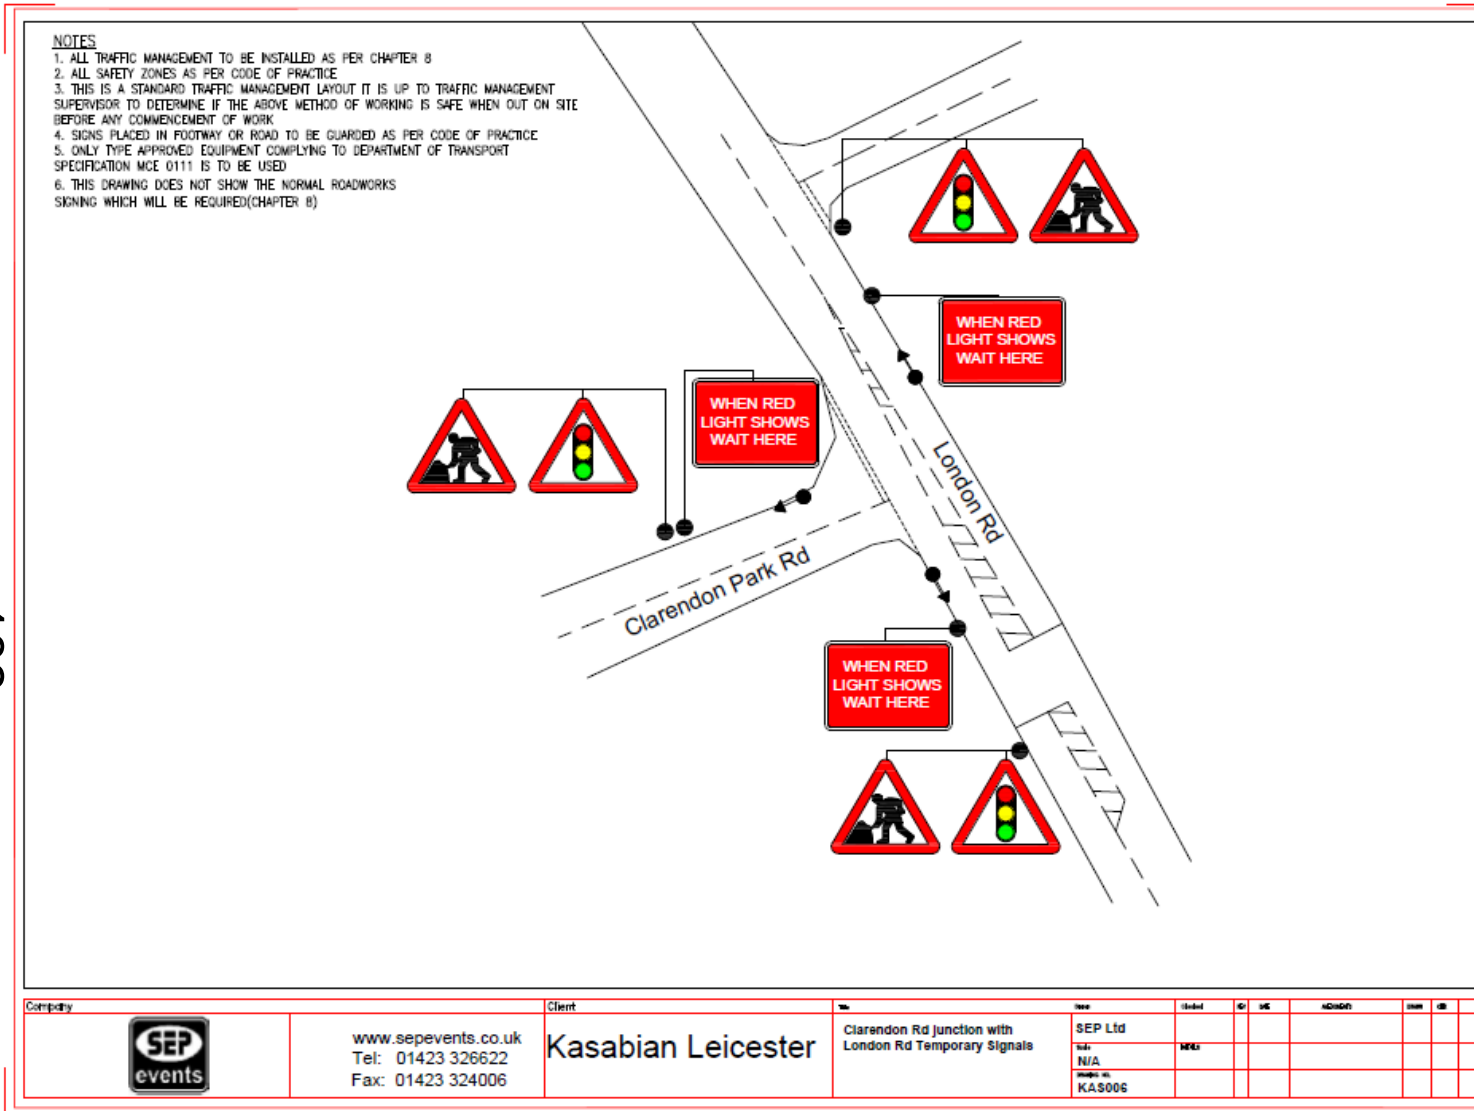 NOTES
1. ALL TRAFFIC MANAGEMENT TO BE INSTALLED AS PER CHAPTER 8
2. ALL SAFETY ZONES AS PER CODE OF PRACTICE
3. THIS IS A STANDARD TRAFFIC MANAGEMENT LAYOUT IT IS UP TO TRAFFIC MANAGEMENT
SUPERVISOR TO DETERMINE IF THE ABOVE METHOD OF WORKING IS SAFE WHEN OUT ON SITE
BEFORE ANY COMMENCEMENT OF WORK
4. SIGNS PLACED IN FOOTWAY OR ROAD TO BE GUARDED AS PER CODE OF PRACTICE
5. ONLY TYPE APPROVED EQUIPMENT COMPLYING TO DEPARTMENT OF TRANSPORT
SPECIFICATION MCE 0111 IS TO BE USED
6. THIS DRAWING DOES NOT SHOW THE NORMAL ROADWORKS
SIGNING WHICH WILL BE REQUIRED(CHAPTER 8)
WHEN RED
LIGHT SHOWS
WAIT HERE
WHEN RED
LIGHT SHOWS
WAIT HERE
London Rd
Clarendon Park Rd
WHEN RED
LIGHT SHOWS
WAIT HERE
Company
SEP
events
www.sepevents.co.uk
Tel: 01423 326622
Fax: 01423 324006
Client
Kasabian Leicester
Clarendon Rd junction with
London Rd Temporary Signals
SEP Ltd
N/A
KAS006